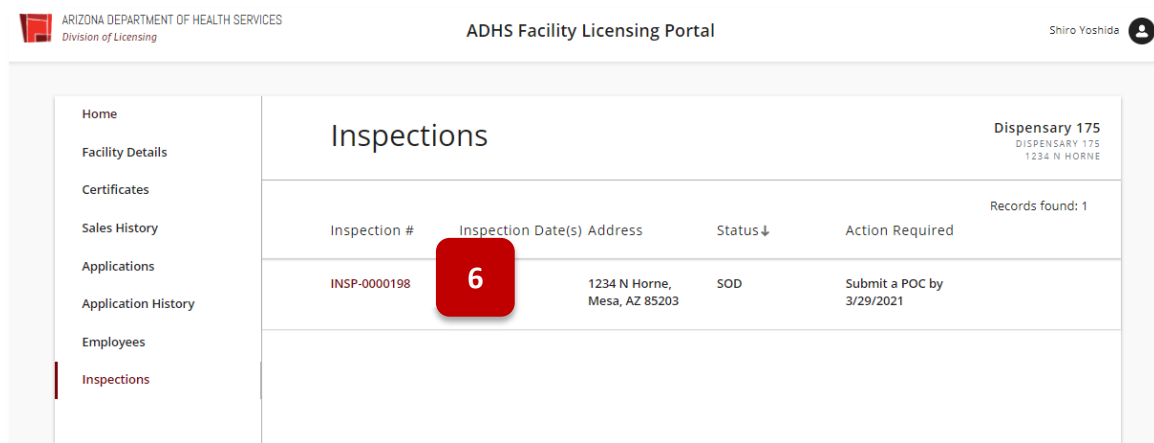 ARIZONA DEPARTMENT OF HEALTH SERVICES
Division of Licensing
ADHS Facility Licensing Portal
Shiro Yoshida
Home
Facility Details
Certificates
Sales History
Applications
Application History
Employees
Inspections
Inspections
Dispensary 175
DISPENSARY 175
1234 N HORNE
Records found: 1
Inspection # Inspection Date(s) Address Status↓ Action Required
INSP-0000198 6 1234 N Horne, SOD Submit a POC by
Mesa, AZ 85203 3/29/2021